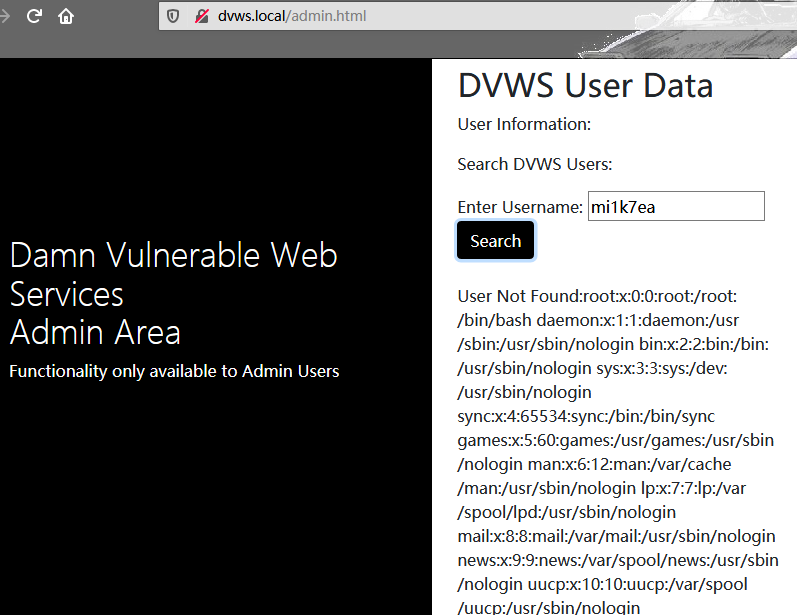 dvws.local/admin.html
Damn Vulnerable Web
Services
Admin Area
Functionality only available to Admin Users
DVWS User Data
User Information:
Search DVWS Users:
Enter Username: mi1k7ea
Search
User Not Found:root:x:0:0:root:/root:
/bin/bash daemon:x:1:1:daemon:/usr
/sbin:/usr/sbin/nologin bin:x:2:2:bin:/bin:
/usr/sbin/nologin sys:x:3:3:sys:/dev:
/usr/sbin/nologin
sync:x:4:65534:sync:/bin:/bin/sync
games:x:5:60:games:/usr/games:/usr/sbin
/nologin man:x:6:12:man:/var/cache
/man:/usr/sbin/nologin lp:x:7:7:lp:/var
/spool/lpd:/usr/sbin/nologin
mail:x:8:8:mail:/var/mail:/usr/sbin/nologin
news:x:9:9:news:/var/spool/news:/usr/sbin
/nologin uucp:x:10:10:uucp:/var/spool
/uucp:/usr/sbin/nologin